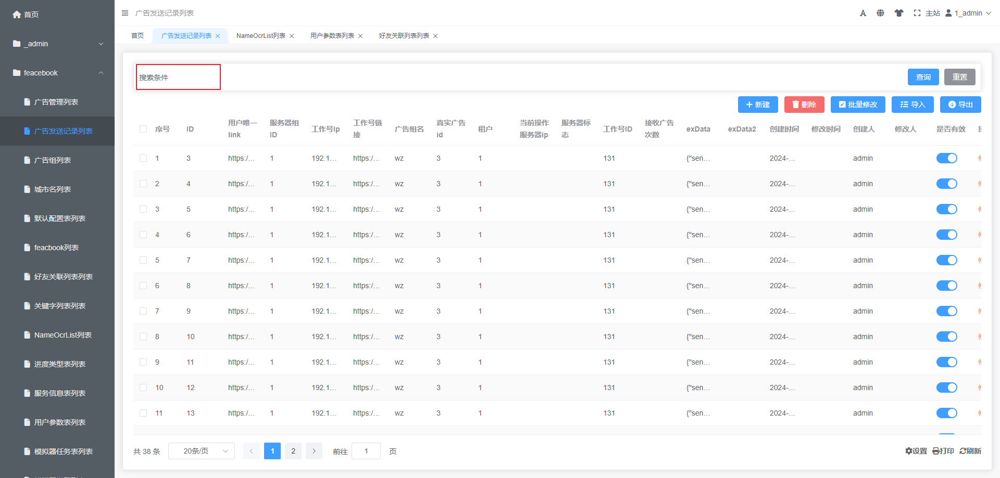 首页
_admin
feacebook
广告管理列表
广告发送记录列表
广告组列表
城市名列表
默认配置表列表
feacbook列表
好友关联列表列表
关键字列表列表
NameOcrList列表
进度类型表列表
服务信息表列表
用户参数表列表
模拟器任务表列表
广告发送记录列表
主站 1_admin
首页 广告发送记录列表 NameOcrList列表 用户参数表列表 好友关联列表列表
搜索条件
查询 重置
新建 删除 批量修改 导入 导出
序号 ID 用户唯一link 服务器组ID 工作号Ip 工作号链接 广告组名 真实广告id 租户 当前操作服务器ip 服务器标志 工作号ID 接收广告次数 exData exData2 创建时间 修改时间 创建人 修改人 是否有效
1 3 https:/... 1 192.1... https:/... wz 3 1 131 {"sen... 2024-... admin
2 4 https:/... 1 192.1... https:/... wz 3 1 131 {"sen... 2024-... admin
3 5 https:/... 1 192.1... https:/... wz 3 1 131 {"sen... 2024-... admin
4 6 https:/... 1 192.1... https:/... wz 3 1 131 {"sen... 2024-... admin
5 7 https:/... 1 192.1... https:/... wz 3 1 131 {"sen... 2024-... admin
6 8 https:/... 1 192.1... https:/... wz 3 1 131 {"sen... 2024-... admin
7 9 https:/... 1 192.1... https:/... wz 3 1 131 {"sen... 2024-... admin
8 10 https:/... 1 192.1... https:/... wz 3 1 131 {"sen... 2024-... admin
9 11 https:/... 1 192.1... https:/... wz 3 1 131 {"sen... 2024-... admin
10 12 https:/... 1 192.1... https:/... wz 3 1 131 {"sen... 2024-... admin
11 13 https:/... 1 192.1... https:/... wz 3 1 131 {"sen... 2024-... admin
共 38 条 20条/页 1 2 前往 1 页 设置 打印 刷新